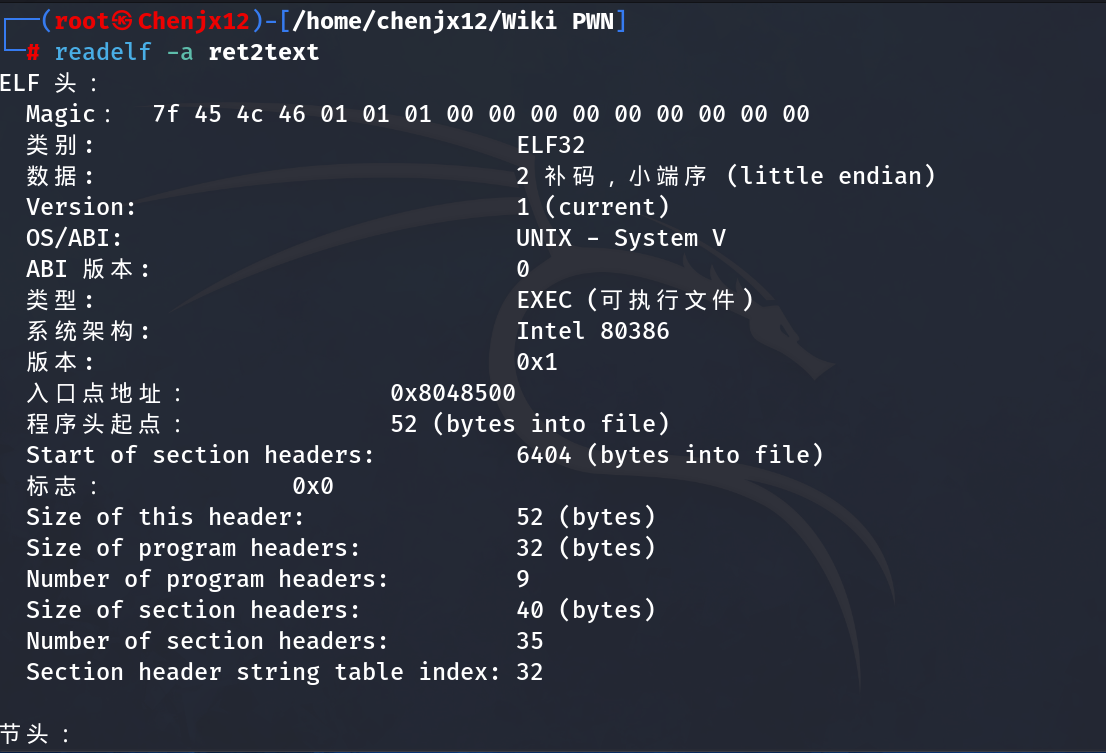 (root㉿Chenjx12)-[/home/chenjx12/Wiki PWN]
# readelf -a ret2text
ELF 头：
Magic： 7f 45 4c 46 01 01 01 00 00 00 00 00 00 00 00 00
类别: ELF32
数据: 2 补码，小端序 (little endian)
Version: 1 (current)
OS/ABI: UNIX - System V
ABI 版本: 0
类型: EXEC (可执行文件)
系统架构: Intel 80386
版本: 0x1
入口点地址： 0x8048500
程序头起点： 52 (bytes into file)
Start of section headers: 6404 (bytes into file)
标志： 0x0
Size of this header: 52 (bytes)
Size of program headers: 32 (bytes)
Number of program headers: 9
Size of section headers: 40 (bytes)
Number of section headers: 35
Section header string table index: 32
节头：